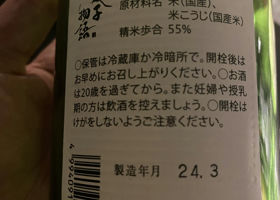 原材料名　米(国産)、
米こうじ(国産米)
精米歩合　55%
○保管は冷蔵庫か冷暗所で。開栓後は
お早めにお召し上がりください。○お酒
は20歳を過ぎてから。また妊婦や授乳
期の方は飲酒を控えましょう。○開栓は
けがをしないようご注意ください。
製造年月　24,3
4994091